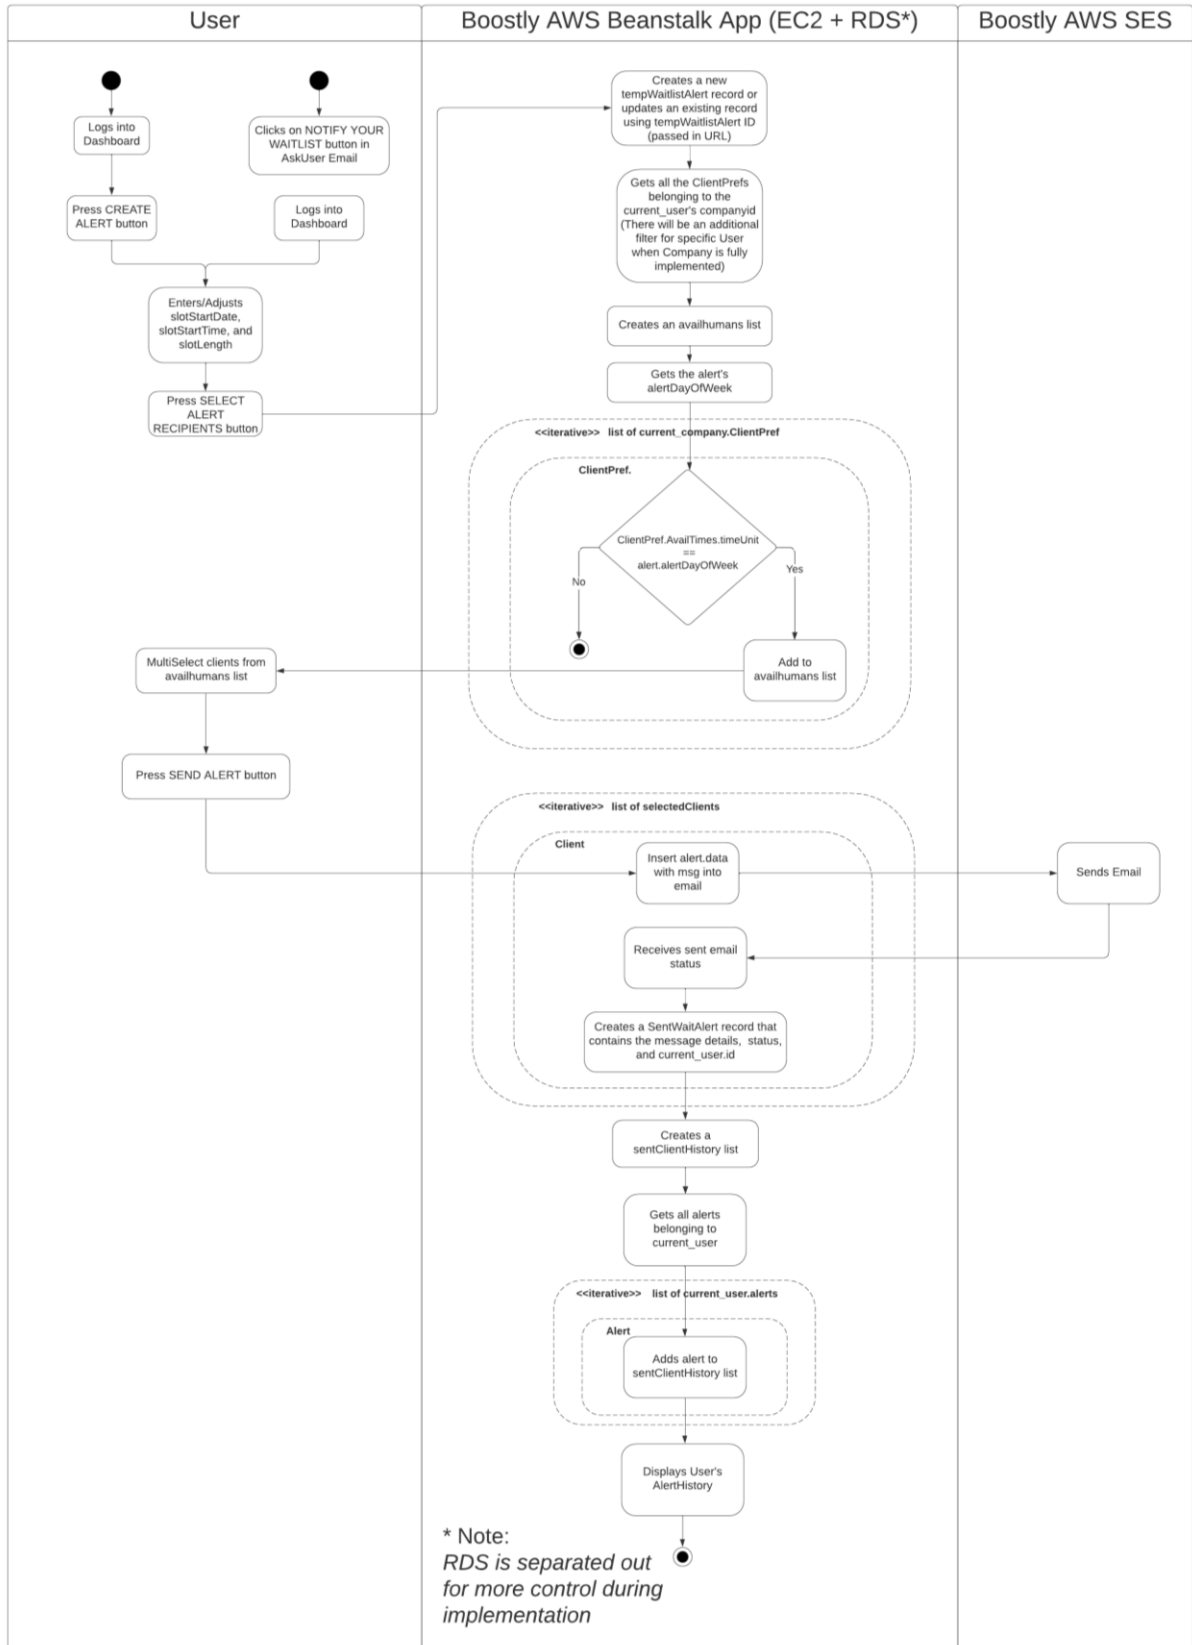 User
Boostly AWS Beanstalk App (EC2 + RDS*)
Boostly AWS SES
Logs into
Dashboard
Press CREATE
ALERT button
Clicks on NOTIFY YOUR
WAITLIST button in
AskUser Email
Logs into
Dashboard
Enters/Adjusts
slotStartDate,
slotStartTime, and
slotLength
Press SELECT
ALERT
RECIPIENTS button
Creates a new
tempWaitlistAlert record or
updates an existing record
using tempWaitlistAlert ID
(passed in URL)
Gets all the ClientPrefs
belonging to the
current_user's companyid
(There will be an additional
filter for specific User
when Company is fully
implemented)
Creates an availhumans list
Gets the alert's
alertDayOfWeek
<<iterative>> list of current_company.ClientPref
ClientPref.
ClientPref.AvailTimes.timeUnit
==
alert.alertDayOfWeek
No
Yes
Add to
availhumans list
MultiSelect clients from
availhumans list
Press SEND ALERT button
<<iterative>> list of selectedClients
Client
Insert alert.data
with msg into
email
Sends Email
Receives sent email
status
Creates a SentWaitAlert record that
contains the message details, status,
and current_user.id
Creates a
sentClientHistory list
Gets all alerts
belonging to
current_user
<<iterative>> list of current_user.alerts
Alert
Adds alert to
sentClientHistory list
Displays User's
AlertHistory
* Note:
RDS is separated out
for more control during
implementation